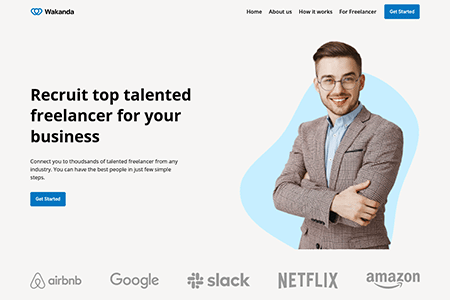 Wakanda
Home About us How it works For Freelancer Get Started
Recruit top talented
freelancer for your
business
Connect you to thoudsands of talented freelancer from any
industry. You can have the best people in just few simple
steps.
Get Started
airbnb Google slack NETFLIX amazon